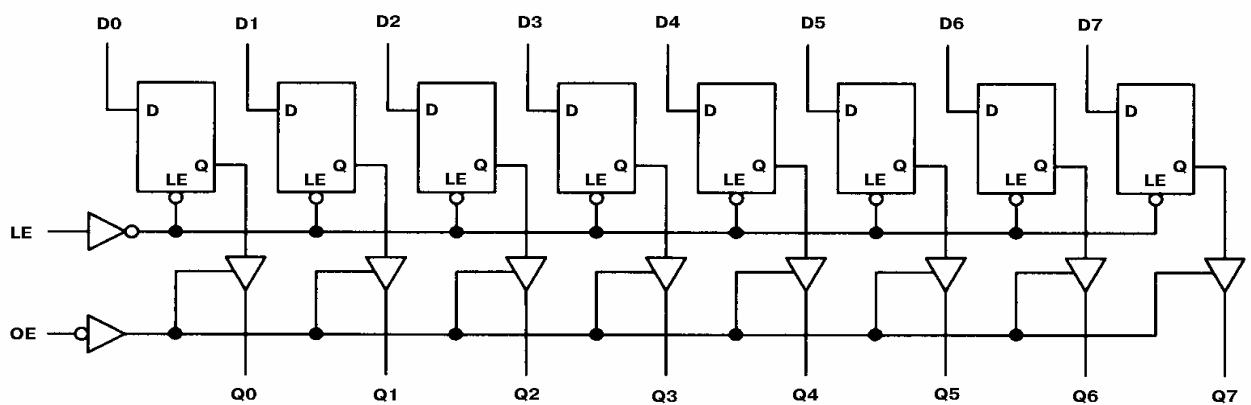 D0 D1 D2 D3 D4 D5 D6 D7
D D D D D D D D
Q Q Q Q Q Q Q Q
LE LE LE LE LE LE LE LE
LE
OE
Q0 Q1 Q2 Q3 Q4 Q5 Q6 Q7